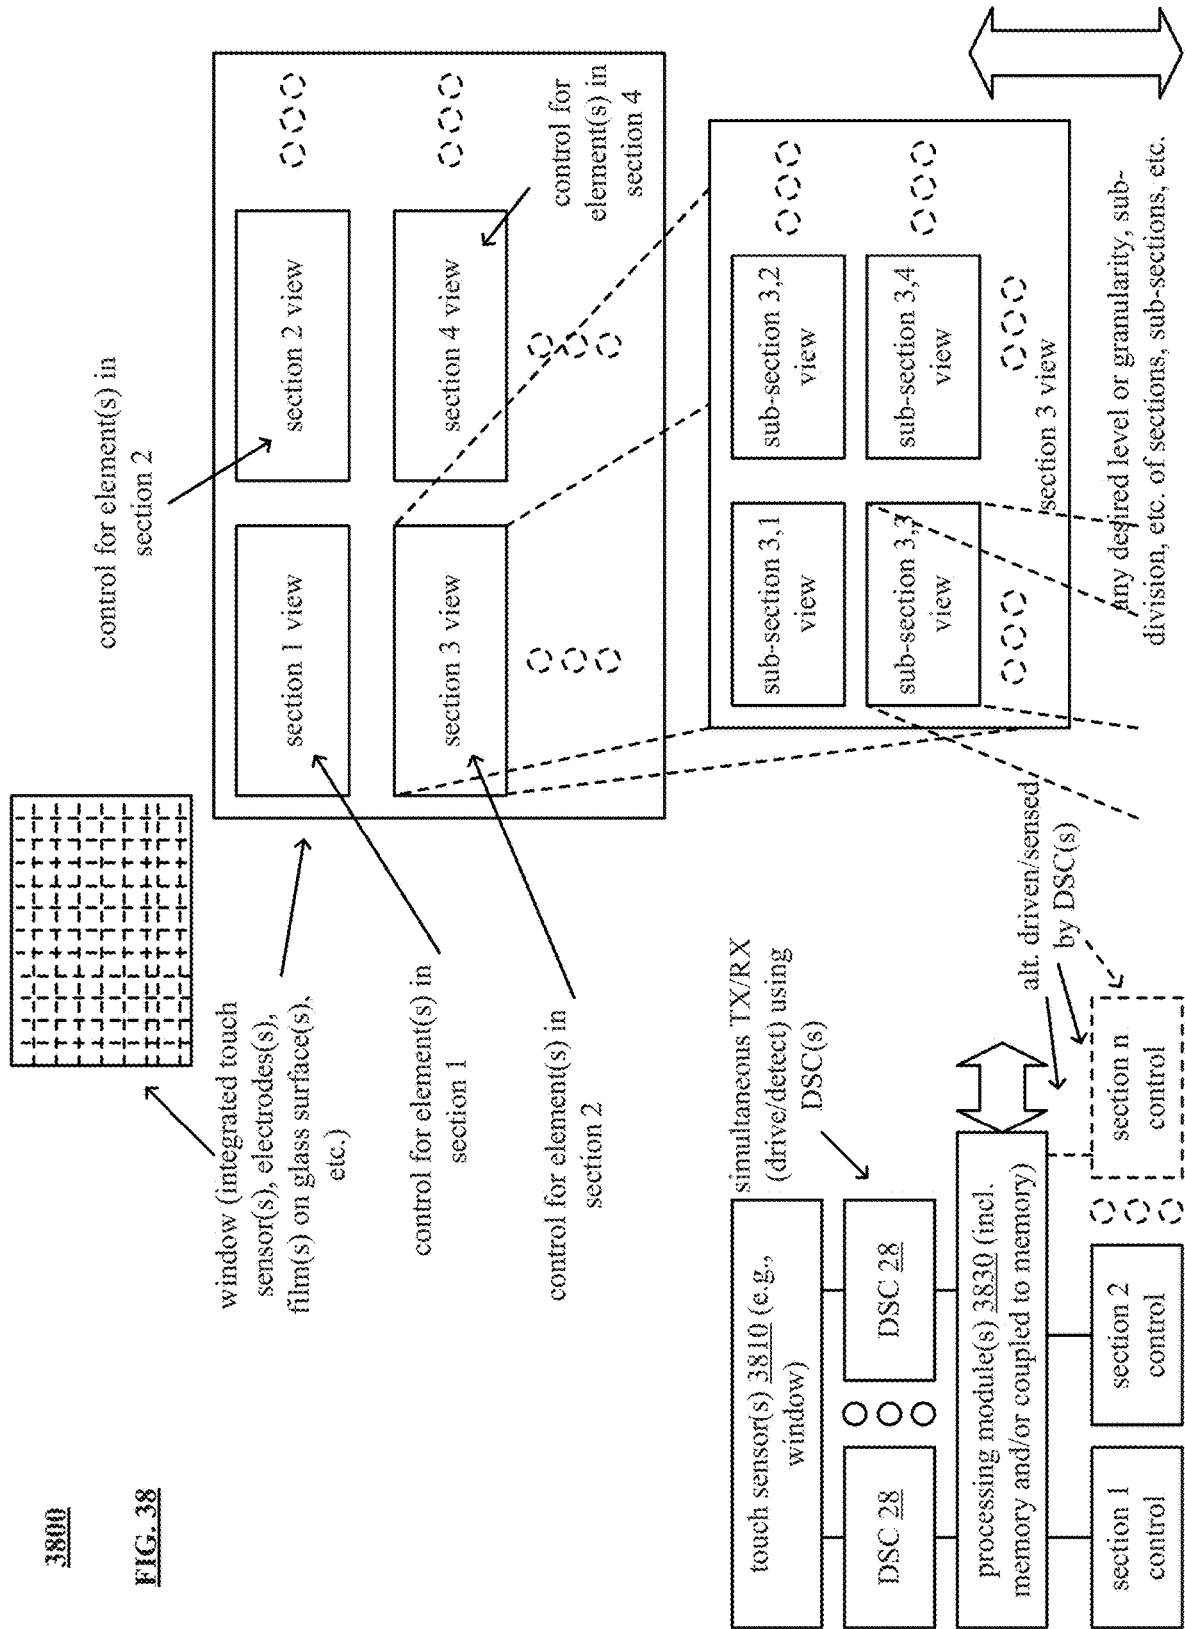 3800
FIG. 38
window (integrated touch
sensor(s), electrodes(s),
film(s) on glass surface(s),
etc.)
control for element(s) in
section 1
control for element(s) in
section 2
control for element(s) in
section 2
section 1 view
section 2 view
section 3 view
section 4 view
control for
element(s) in
section 4
simultaneous TX/RX
(drive/detect) using
DSC(s)
touch sensor(s) 3810 (e.g.,
window)
DSC 28
DSC 28
processing module(s) 3830 (incl.
memory and/or coupled to memory)
section 1
control
section 2
control
section n
control
alt. driven/sensed
by DSC(s)
sub-section 3,1
view
sub-section 3,2
view
sub-section 3,3
view
sub-section 3,4
view
section 3 view
any desired level or granularity, sub-
division, etc. of sections, sub-sections, etc.